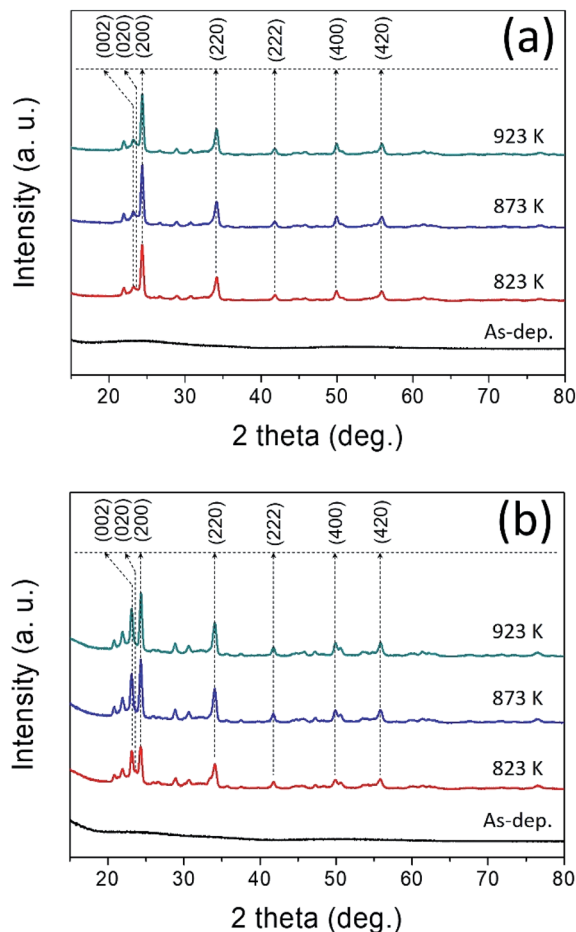 (002)
(020)
(200)
(220)
(222)
(400)
(420)
(a)
923 K
873 K
823 K
As-dep.
Intensity (a. u.)
20 30 40 50 60 70 80
2 theta (deg.)
(002)
(020)
(200)
(220)
(222)
(400)
(420)
(b)
923 K
873 K
823 K
As-dep.
Intensity (a. u.)
20 30 40 50 60 70 80
2 theta (deg.)